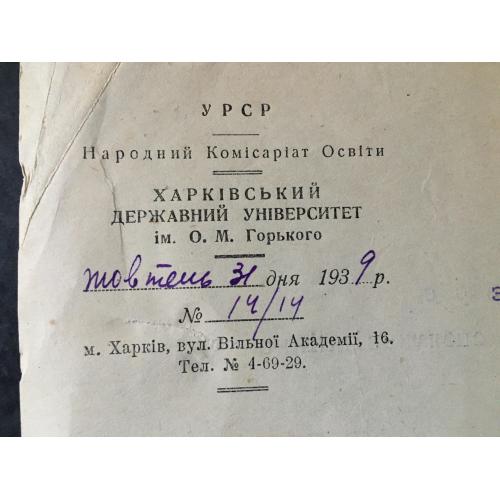 УРСР
Народний Комісаріат Освіти
ХАРКІВСЬКИЙ
ДЕРЖАВНИЙ УНІВЕРСИТЕТ
ім. О. М. Горького
жовтень 31 дня 1939 р.
№ 14/14
м. Харків, вул. Вільної Академії, 16.
Тел. № 4-69-29.